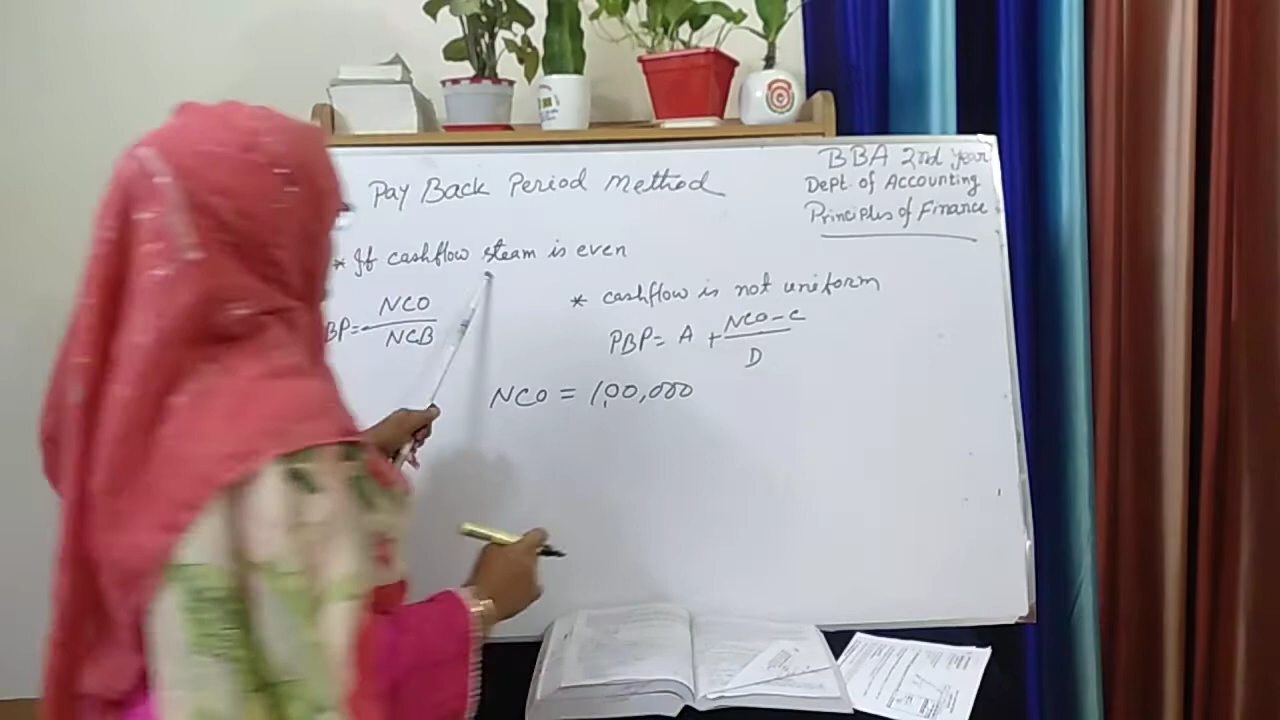 BBA 2nd Year
Dept. of Accounting
Principles of Finance
Pay Back Period Method
* If cashflow steam is even
BP= NCO
NCB
* cashflow is not uniform
PBP= A + NCO-C
D
NCO = 1,00,000